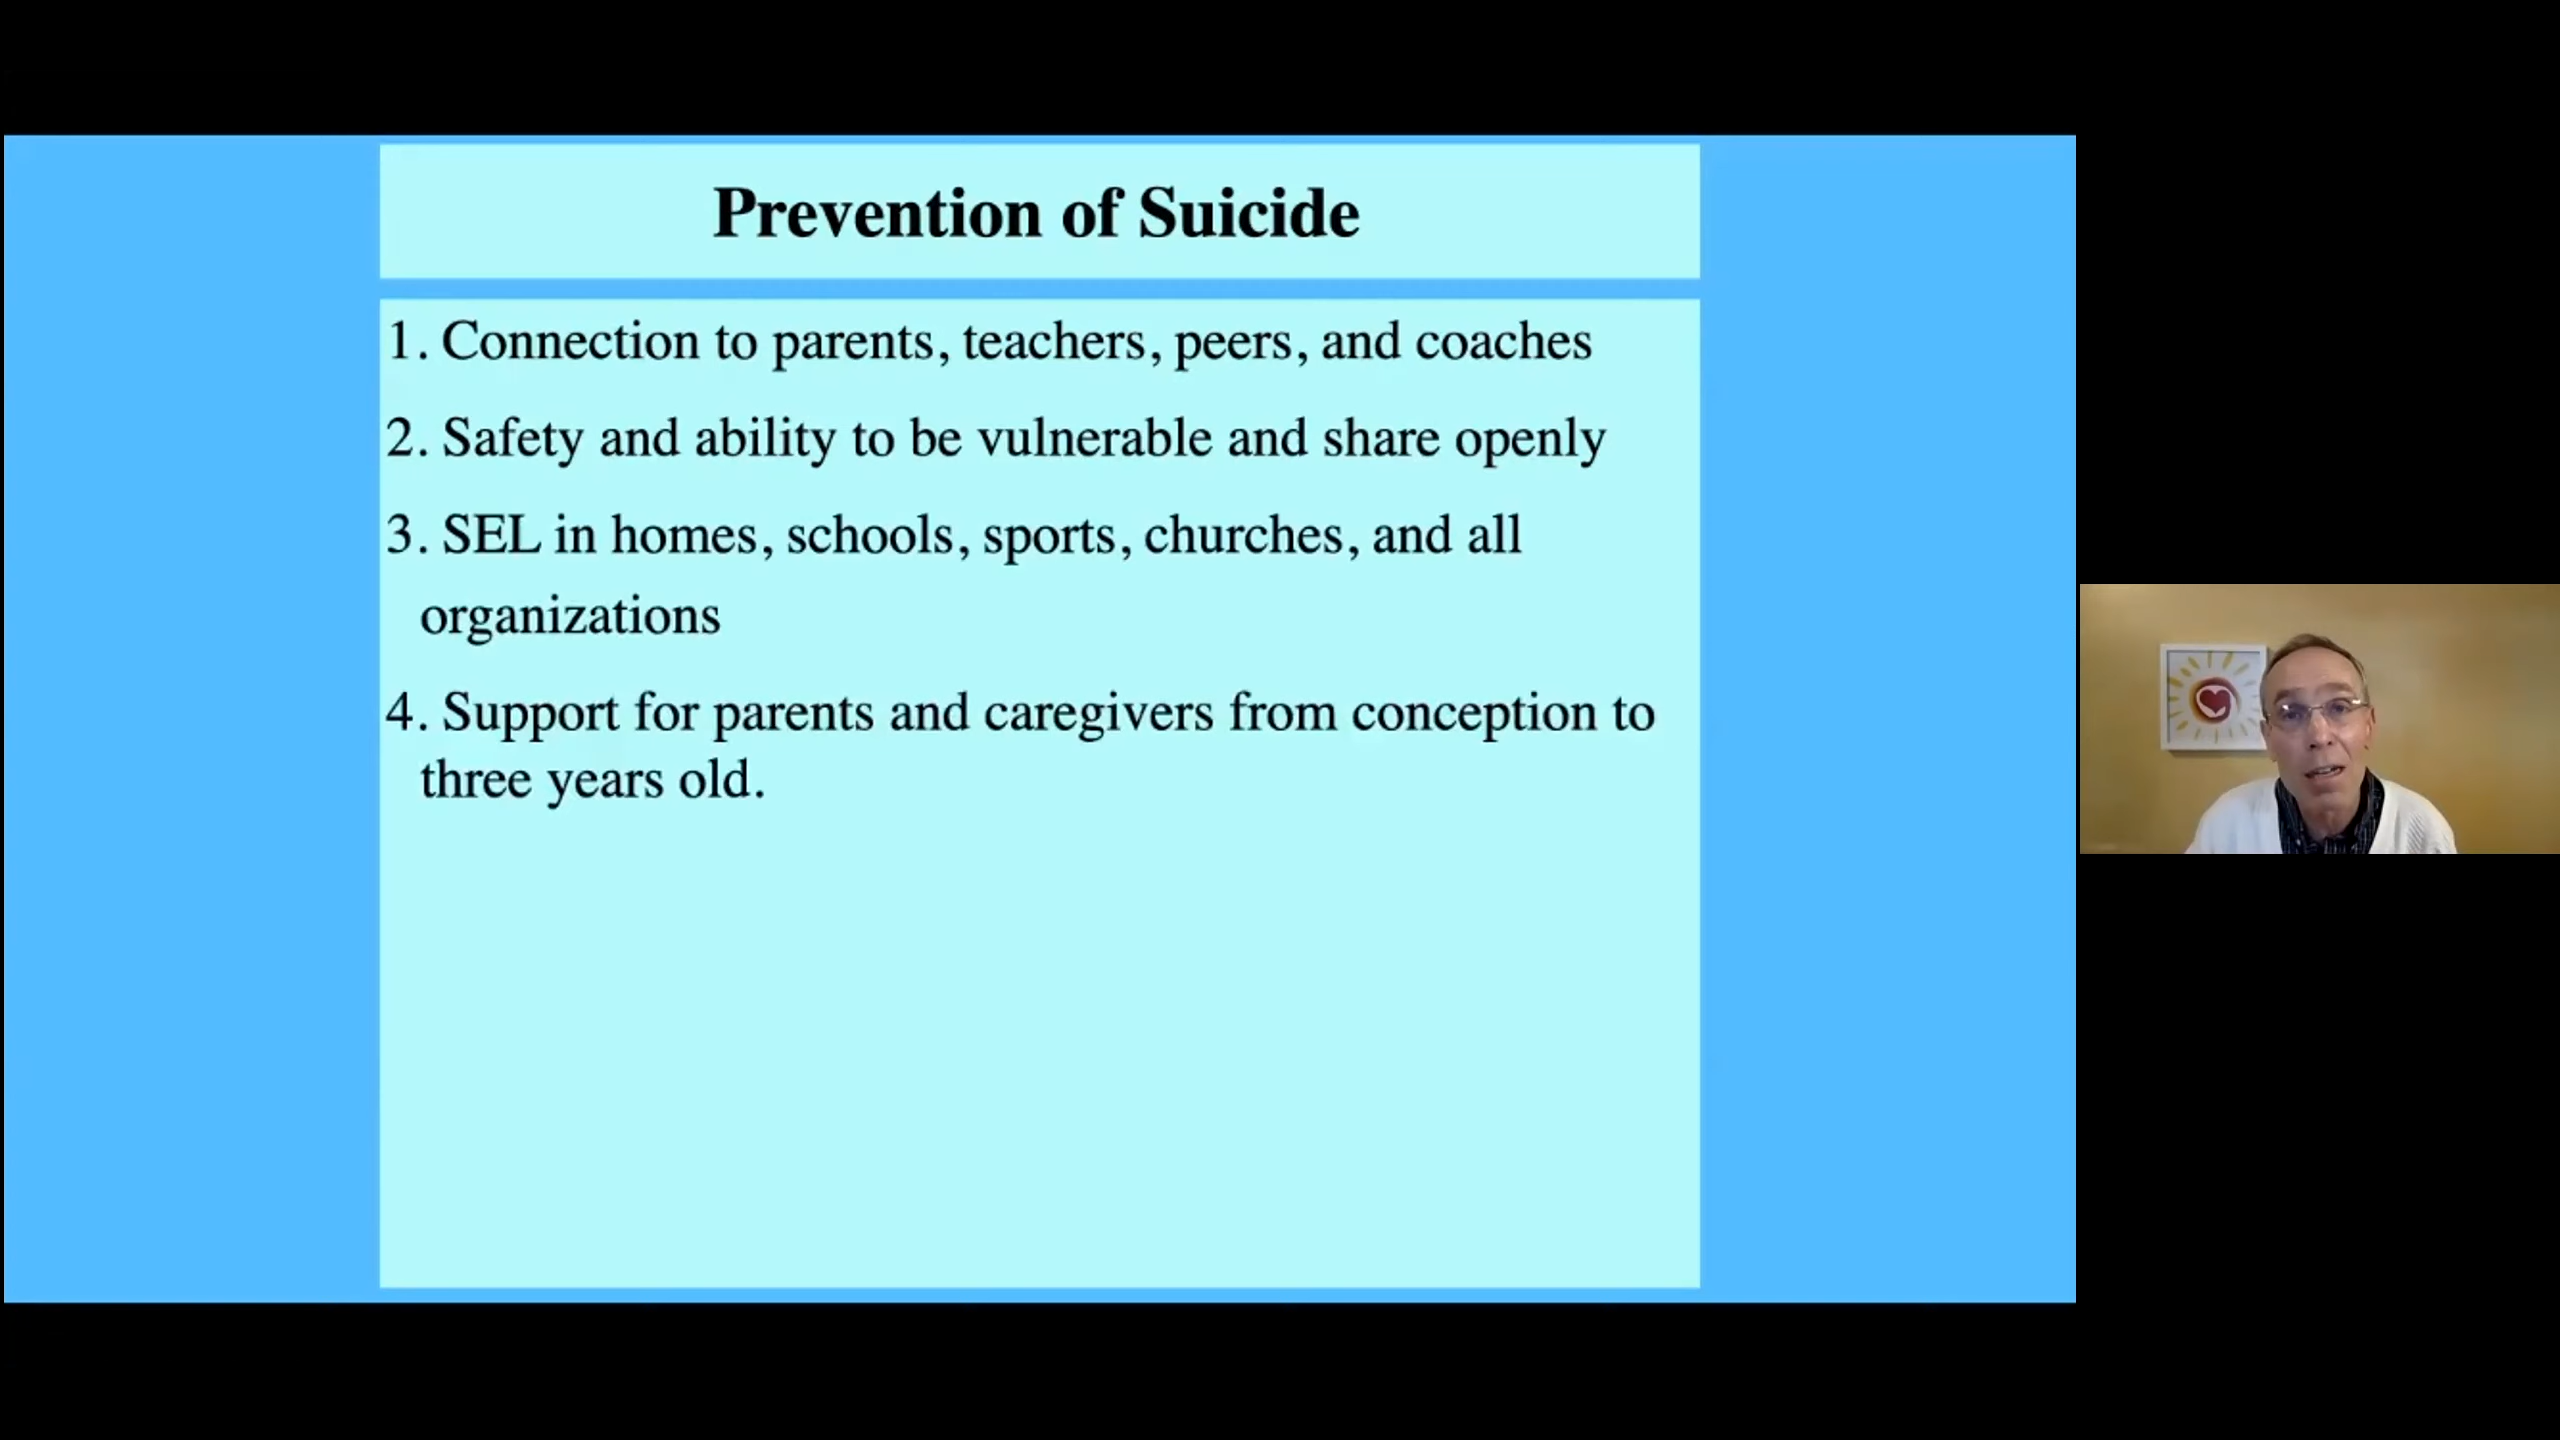 Prevention of Suicide
1. Connection to parents, teachers, peers, and coaches
2. Safety and ability to be vulnerable and share openly
3. SEL in homes, schools, sports, churches, and all
organizations
4. Support for parents and caregivers from conception to
three years old.